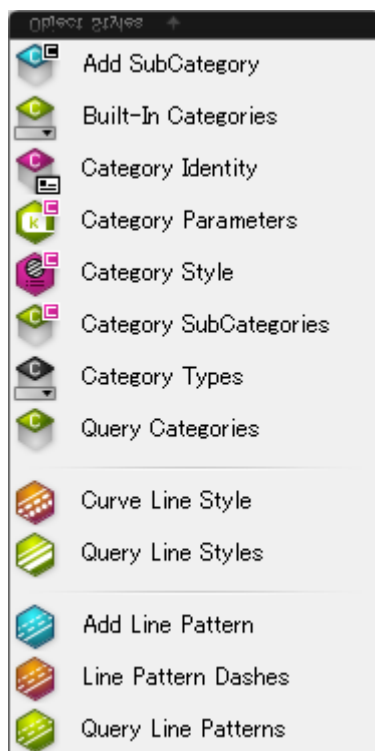 Object Styles
Add SubCategory
Built-In Categories
Category Identity
Category Parameters
Category Style
Category SubCategories
Category Types
Query Categories
Curve Line Style
Query Line Styles
Add Line Pattern
Line Pattern Dashes
Query Line Patterns